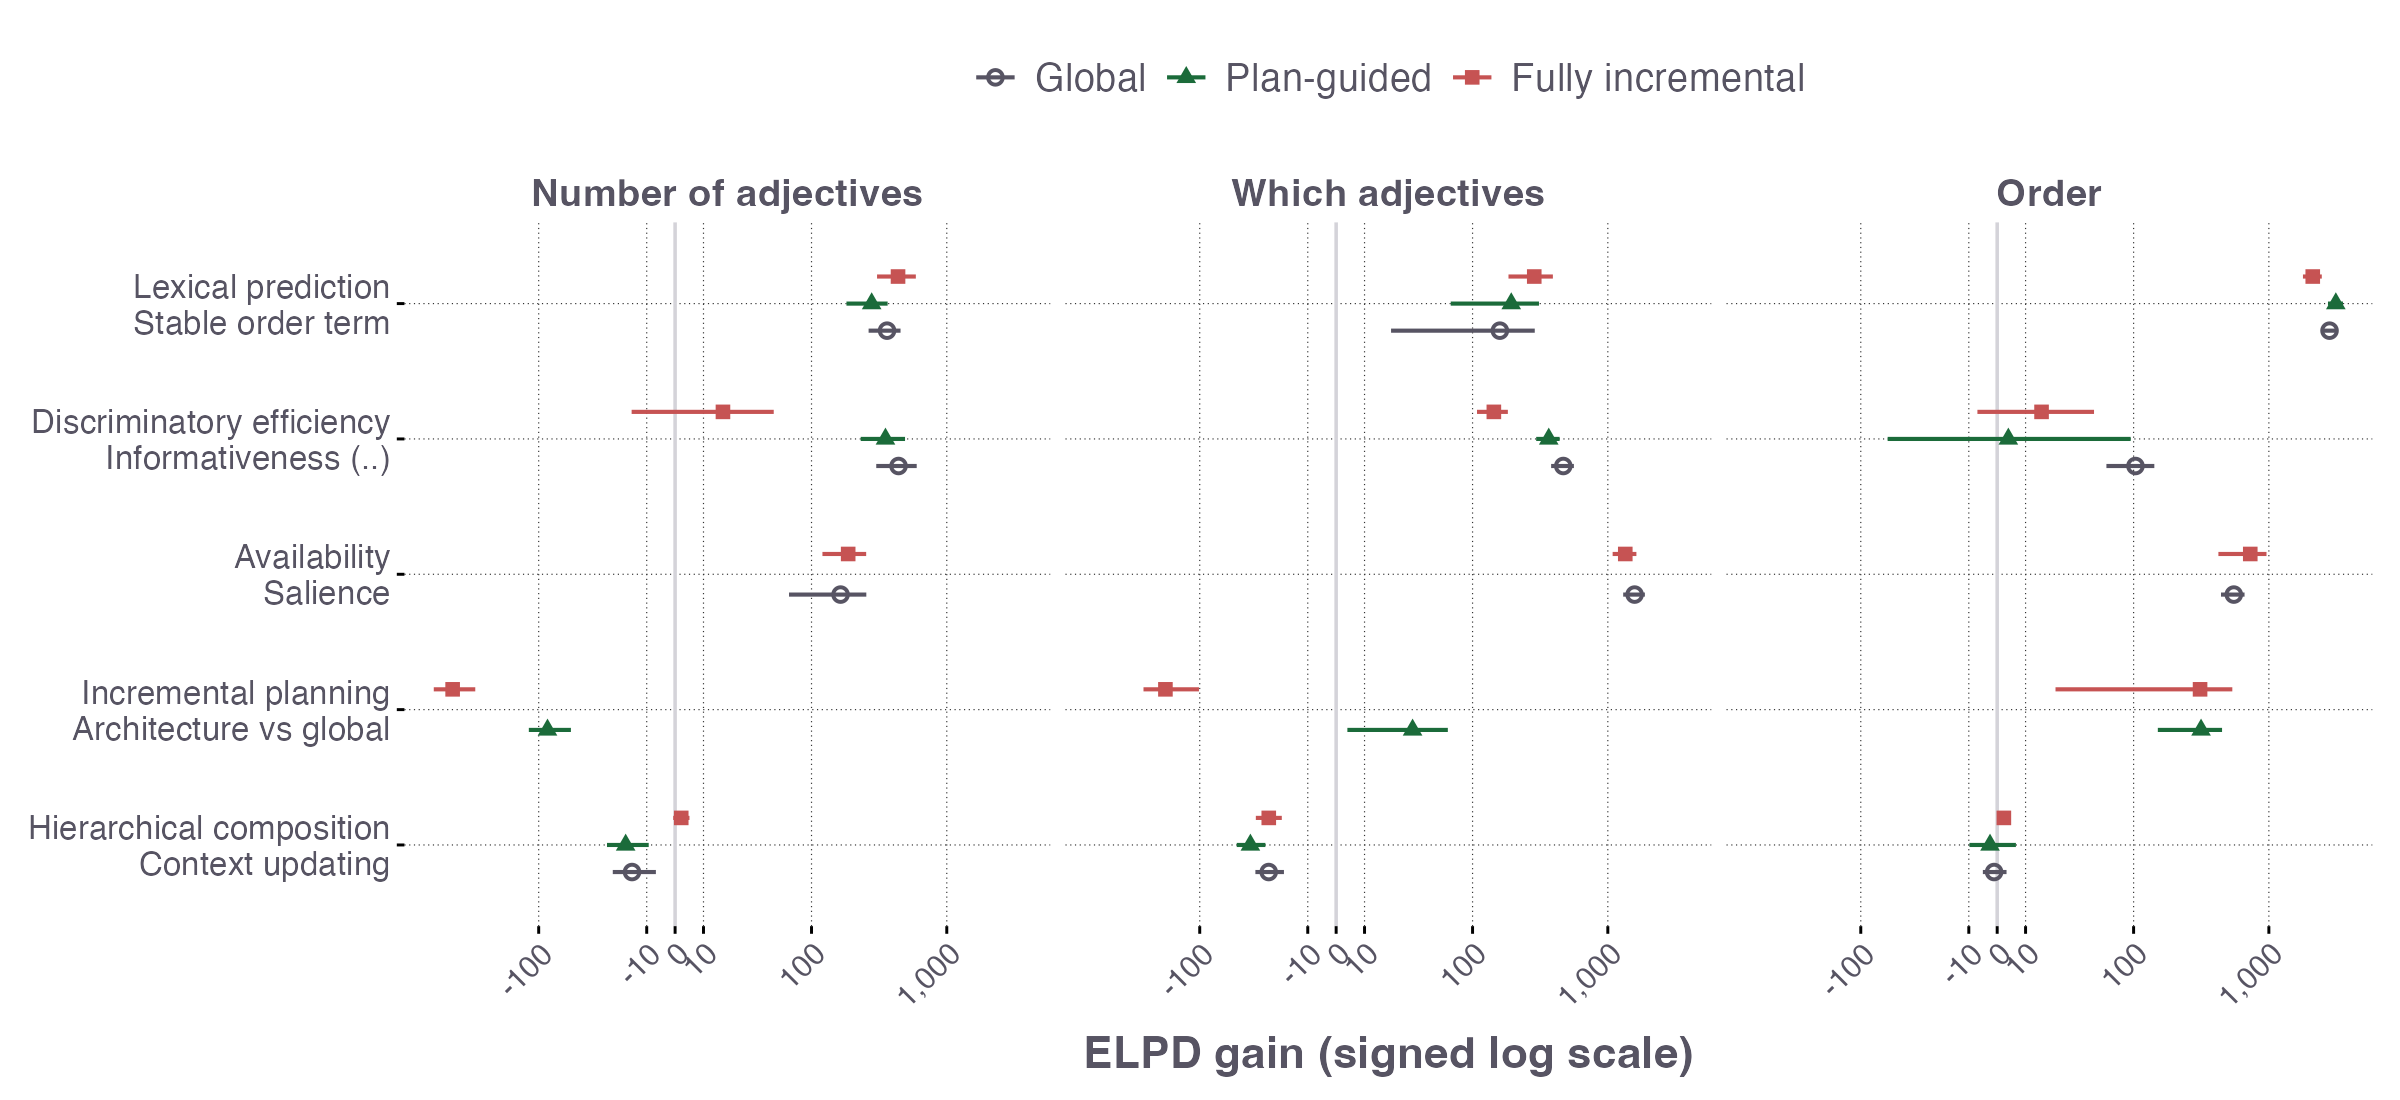 Global Plan-guided Fully incremental
Number of adjectives Which adjectives Order
Lexical prediction
Stable order term
Discriminatory efficiency
Informativeness (..)
Availability
Salience
Incremental planning
Architecture vs global
Hierarchical composition
Context updating
-100 -10 0 10 100 1,000 -100 -10 0 10 100 1,000 -100 -10 0 10 100 1,000
ELPD gain (signed log scale)